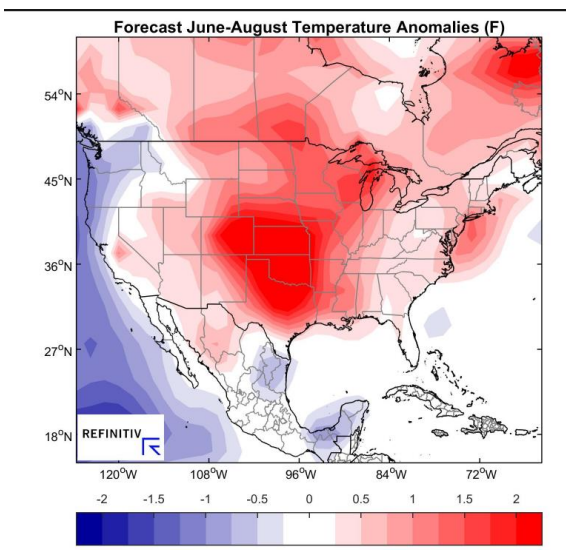 Forecast June-August Temperature Anomalies (F)
54°N
45°N
36°N
27°N
18°N
REFINITIV
120°W 108°W 96°W 84°W 72°W
-2 -1.5 -1 -0.5 0 0.5 1 1.5 2